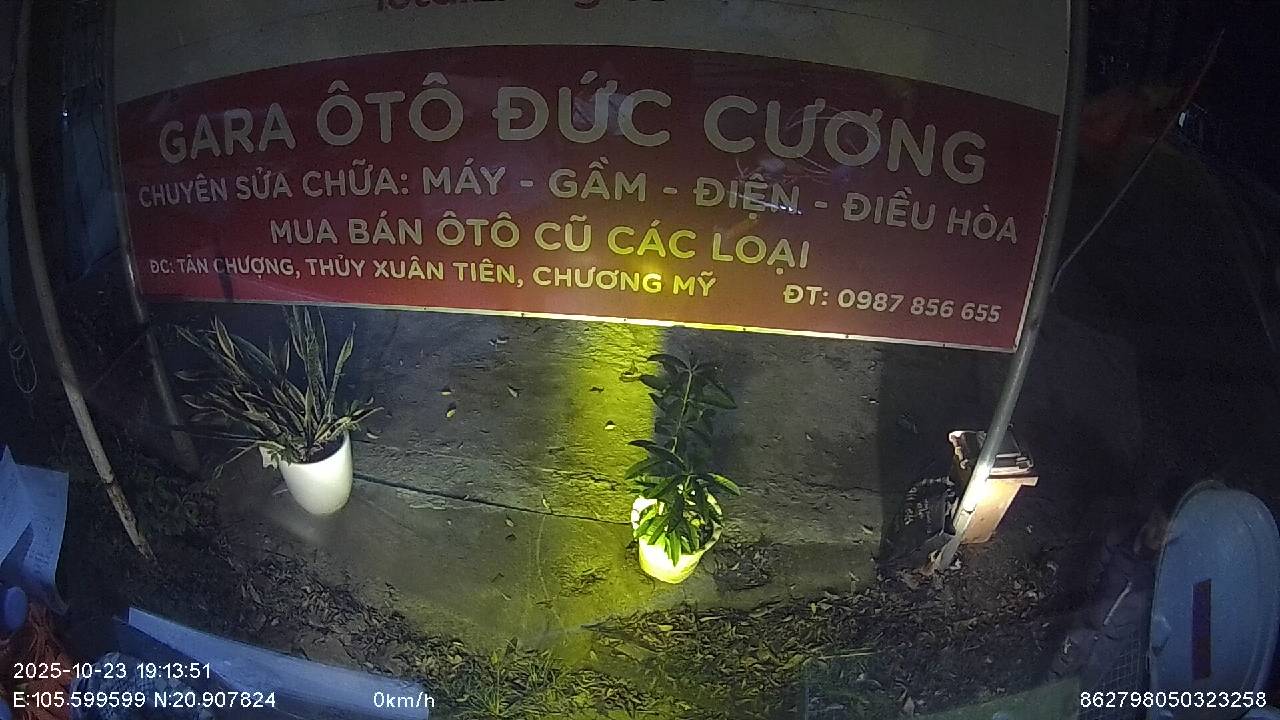 GARA ÔTÔ ĐỨC CƯƠNG
CHUYÊN SỬA CHỮA: MÁY - GẦM - ĐIỆN - ĐIỀU HÒA
MUA BÁN ÔTÔ CŨ CÁC LOẠI
ĐC: TÂN CHƯỢNG, THỦY XUÂN TIÊN, CHƯƠNG MỸ ĐT: 0987 856 655
2025-10-23 19:13:51
E:105.599599 N:20.907824 0km/h 862798050323258